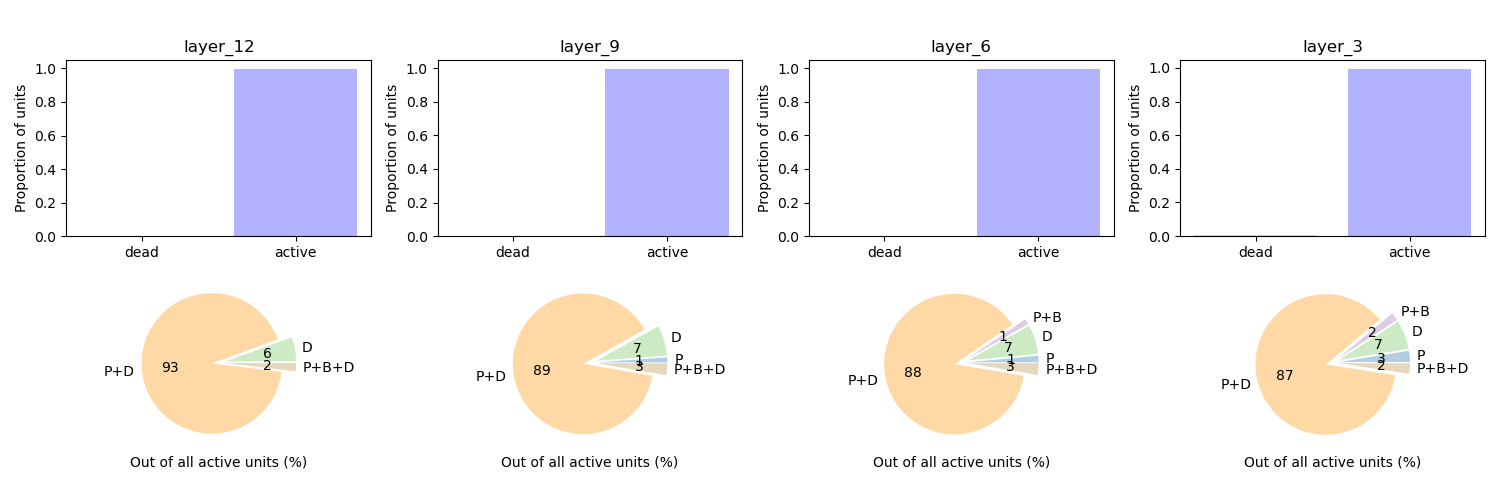 layer_12
layer_9
layer_6
layer_3
Proportion of units
1.0
0.8
0.6
0.4
0.2
0.0
dead
active
Proportion of units
1.0
0.8
0.6
0.4
0.2
0.0
dead
active
Proportion of units
1.0
0.8
0.6
0.4
0.2
0.0
dead
active
Proportion of units
1.0
0.8
0.6
0.4
0.2
0.0
dead
active
D
6
P+D
93
2
P+B+D
Out of all active units (%)
D
7
1
P
P+D
89
3
P+B+D
Out of all active units (%)
P+B
1
D
7
1
P
P+D
88
3
P+B+D
Out of all active units (%)
P+B
2
D
7
3
P
P+D
87
2
P+B+D
Out of all active units (%)